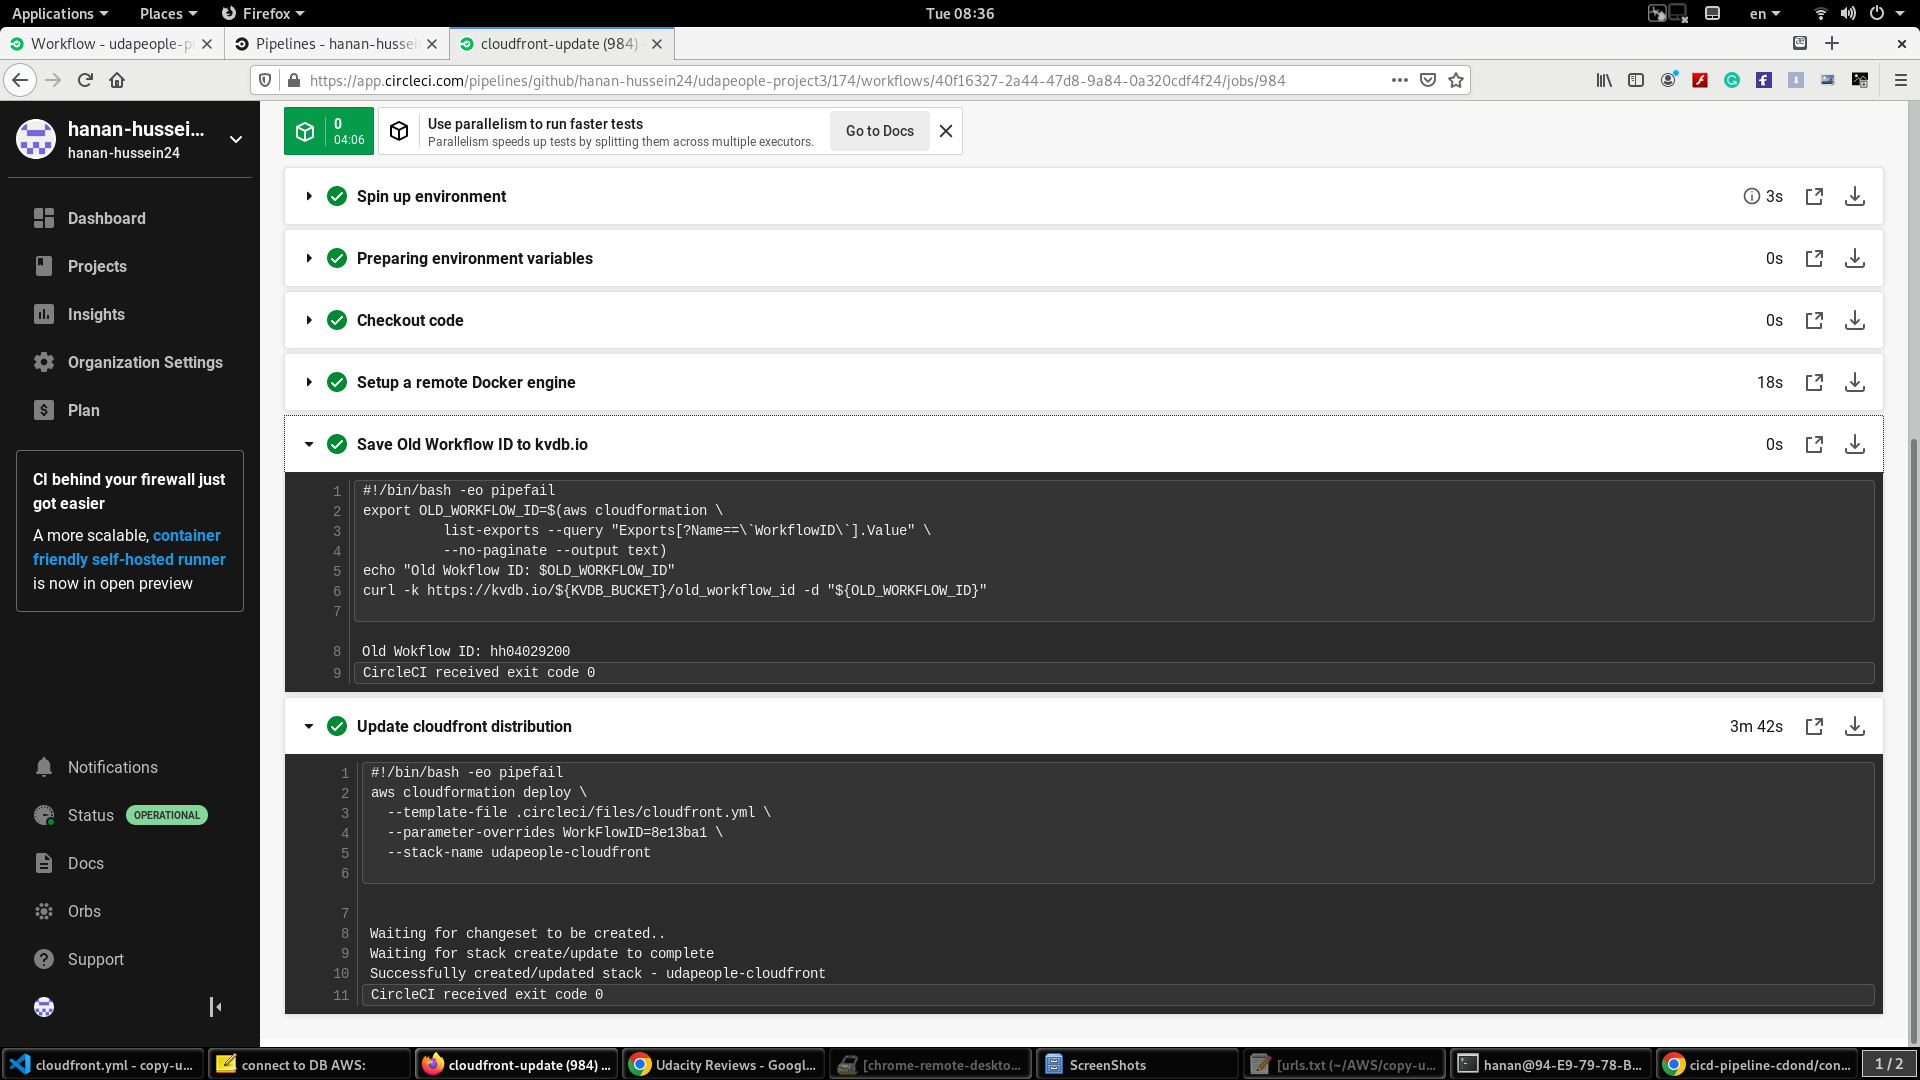 Applications
Places
Firefox
Tue 08:36
en
Workflow - udapeople-pr
Pipelines - hanan-hussei
cloudfront-update (984) -
https://app.circleci.com/pipelines/github/hanan-hussein24/udapeople-project3/174/workflows/40f16327-2a44-47d8-9a84-0a320cdf4f24/jobs/984
hanan-hussei...
hanan-hussein24
Dashboard
Projects
Insights
Organization Settings
Plan
CI behind your firewall just
got easier
A more scalable, container
friendly self-hosted runner
is now in open preview
Notifications
Status OPERATIONAL
Docs
Orbs
Support
0
04:06
Use parallelism to run faster tests
Parallelism speeds up tests by splitting them across multiple executors.
Go to Docs
Spin up environment 3s
Preparing environment variables 0s
Checkout code 0s
Setup a remote Docker engine 18s
Save Old Workflow ID to kvdb.io 0s
1 #!/bin/bash -eo pipefail
2 export OLD_WORKFLOW_ID=$(aws cloudformation \
3 list-exports --query "Exports[?Name==\`WorkflowID\`].Value" \
4 --no-paginate --output text)
5 echo "Old Wokflow ID: $OLD_WORKFLOW_ID"
6 curl -k https://kvdb.io/${KVDB_BUCKET}/old_workflow_id -d "${OLD_WORKFLOW_ID}"
7
8 Old Wokflow ID: hh04029200
9 CircleCI received exit code 0
Update cloudfront distribution 3m 42s
1 #!/bin/bash -eo pipefail
2 aws cloudformation deploy \
3 --template-file .circleci/files/cloudfront.yml \
4 --parameter-overrides WorkFlowID=8e13ba1 \
5 --stack-name udapeople-cloudfront
6
7
8 Waiting for changeset to be created..
9 Waiting for stack create/update to complete
10 Successfully created/updated stack - udapeople-cloudfront
11 CircleCI received exit code 0
cloudfront.yml - copy-u...
connect to DB AWS:
cloudfront-update (984) ...
Udacity Reviews - Googl...
[chrome-remote-deskto...
ScreenShots
[urls.txt (~/AWS/copy-u...
hanan@94-E9-79-78-B...
cicd-pipeline-cdond/con...
1 / 2